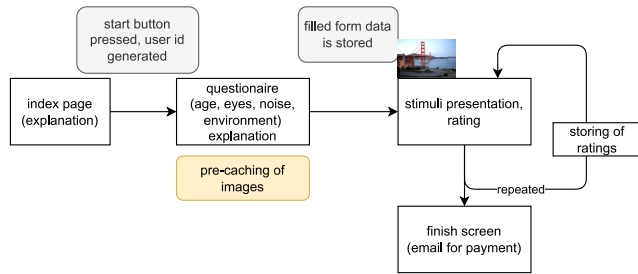 start button
pressed, user id
generated
filled form data
is stored
index page
(explanation)
questionaire
(age, eyes, noise,
environment)
explanation
stimuli presentation,
rating
storing of
ratings
pre-caching of
images
repeated
finish screen
(email for payment)